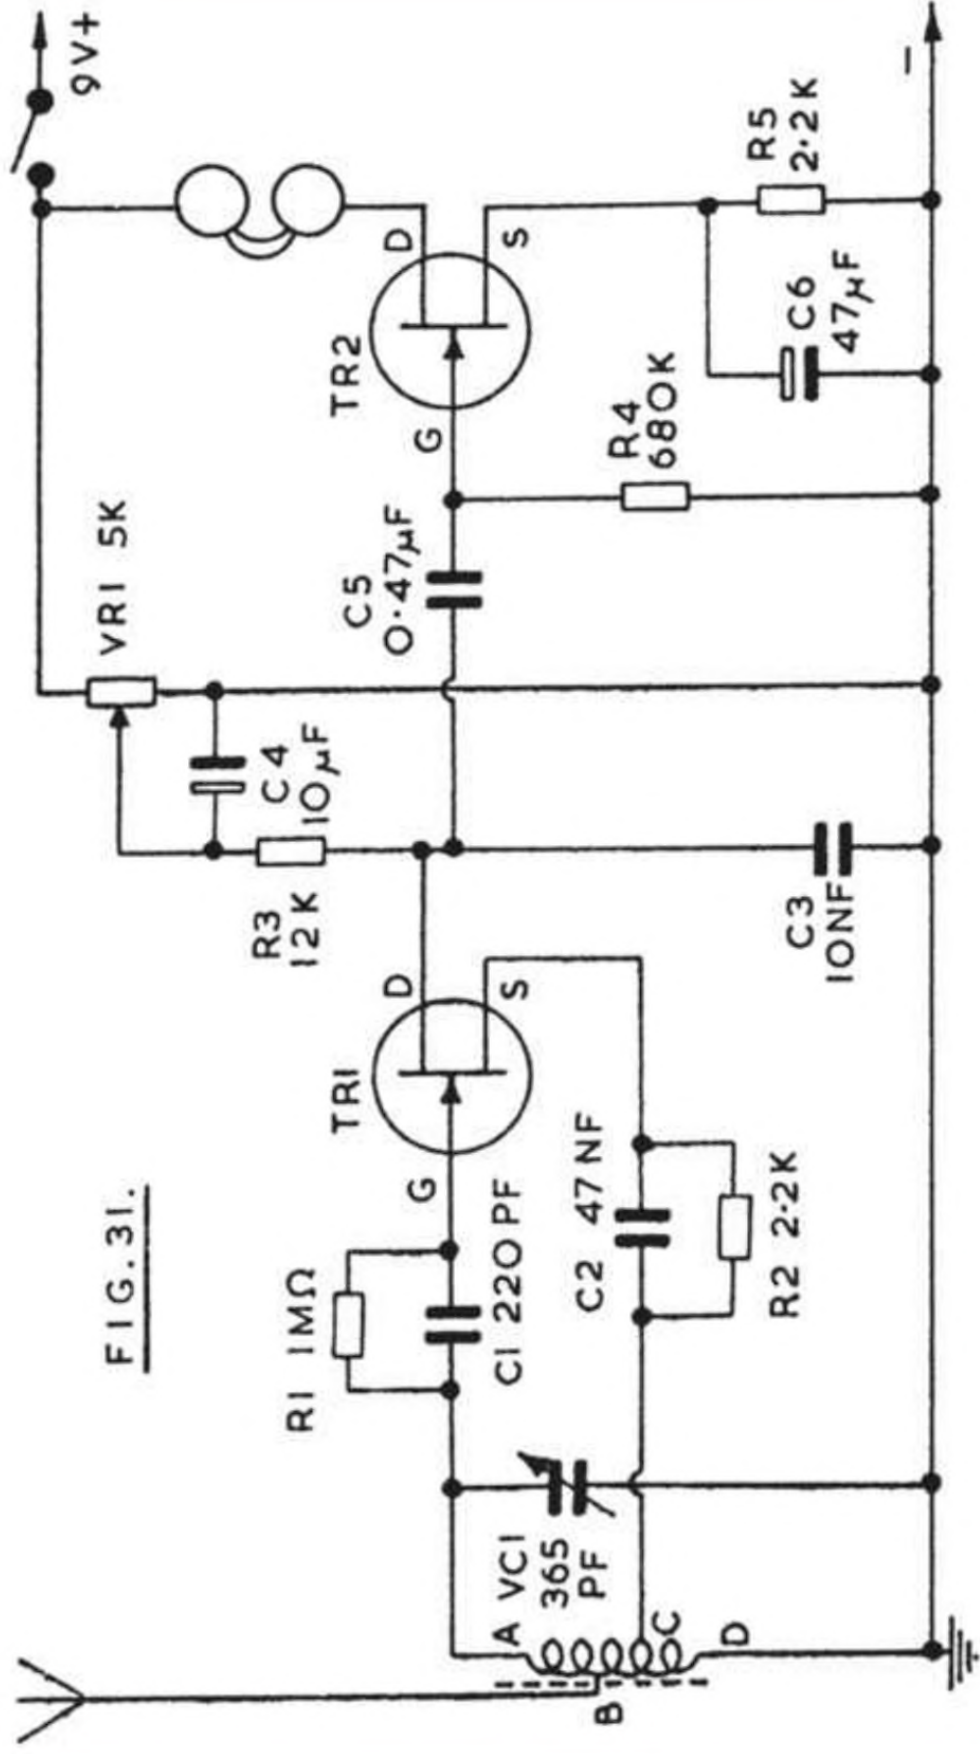 FIG.31.
R1 1MΩ
C1 220PF
G
TR1
D
S
A
VC1
365
PF
B
C
D
C2 47NF
R2 2·2K
R3
12K
C4
10µF
VR1 5K
C3
10NF
C5
0·47µF
G
TR2
D
S
R4
680K
C6
47µF
R5
2·2K
9V+
−